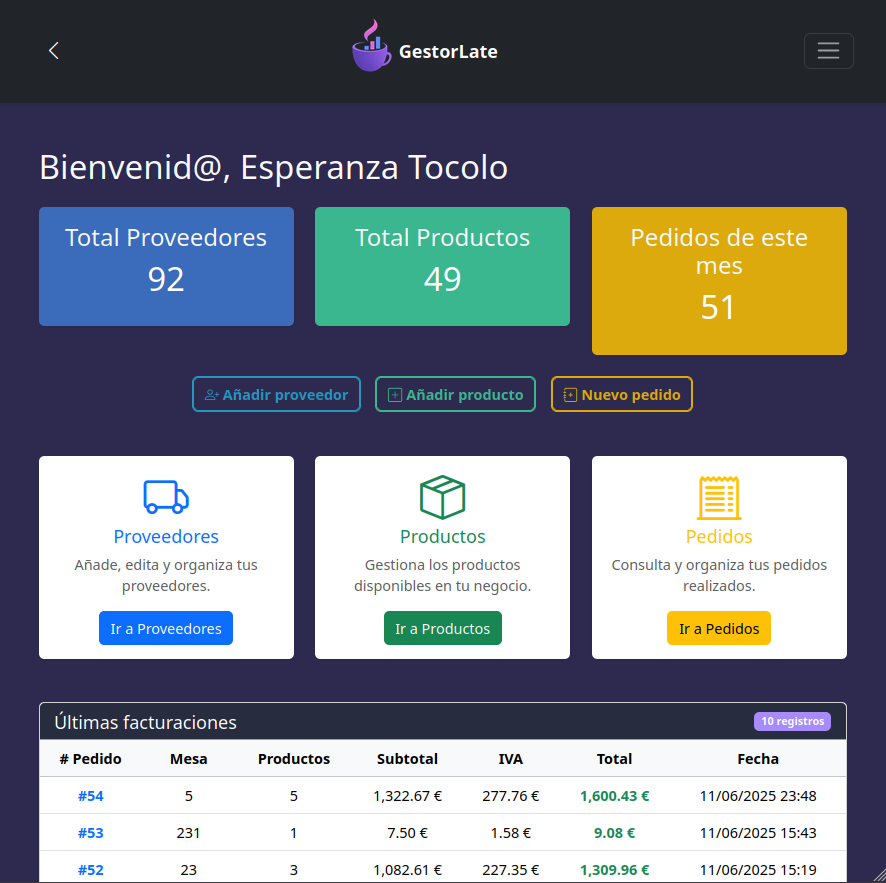 GestorLate
Bienvenid@, Esperanza Tocolo
Total Proveedores
92
Total Productos
49
Pedidos de este
mes
51
Añadir proveedor
Añadir producto
Nuevo pedido
Proveedores
Añade, edita y organiza tus
proveedores.
Ir a Proveedores
Productos
Gestiona los productos
disponibles en tu negocio.
Ir a Productos
Pedidos
Consulta y organiza tus pedidos
realizados.
Ir a Pedidos
Últimas facturaciones 10 registros
# Pedido Mesa Productos Subtotal IVA Total Fecha
#54 5 5 1,322.67 € 277.76 € 1,600.43 € 11/06/2025 23:48
#53 231 1 7.50 € 1.58 € 9.08 € 11/06/2025 15:43
#52 23 3 1,082.61 € 227.35 € 1,309.96 € 11/06/2025 15:19